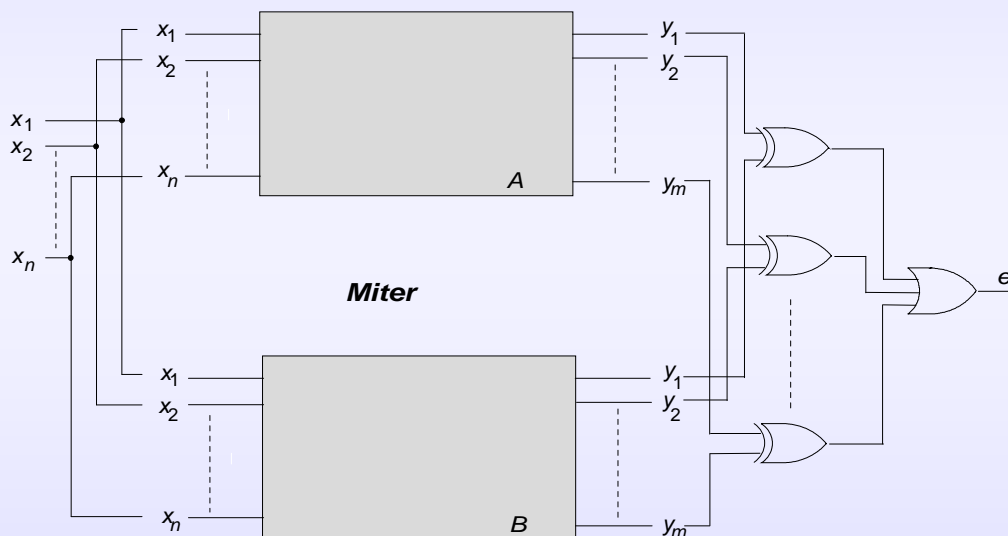 x1 y1
x2 y2
x1
x2
xn A ym
xn
Miter e
x1 y1
x2 y2
xn B ym